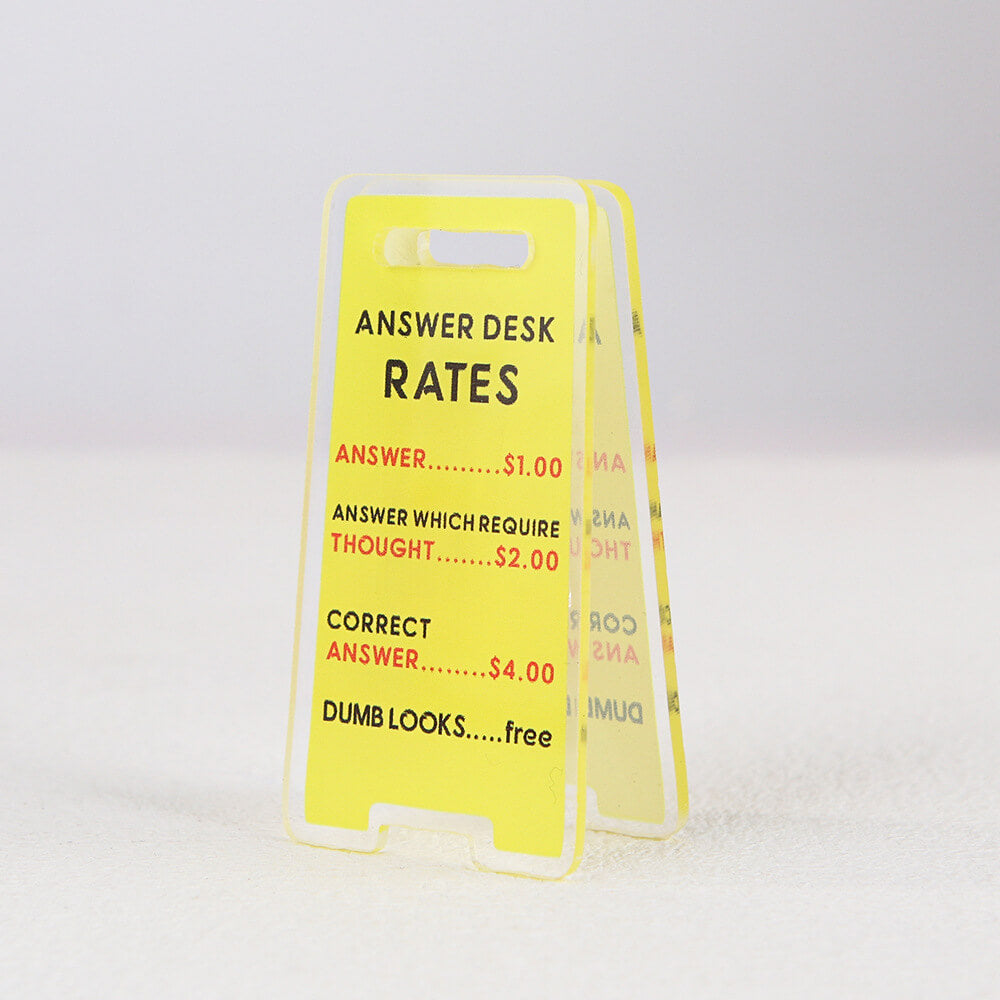 ANSWER DESK
RATES
ANSWER.........$1.00
ANSWER WHICH REQUIRE
THOUGHT.......$2.00
CORRECT
ANSWER........$4.00
DUMB LOOKS.....free